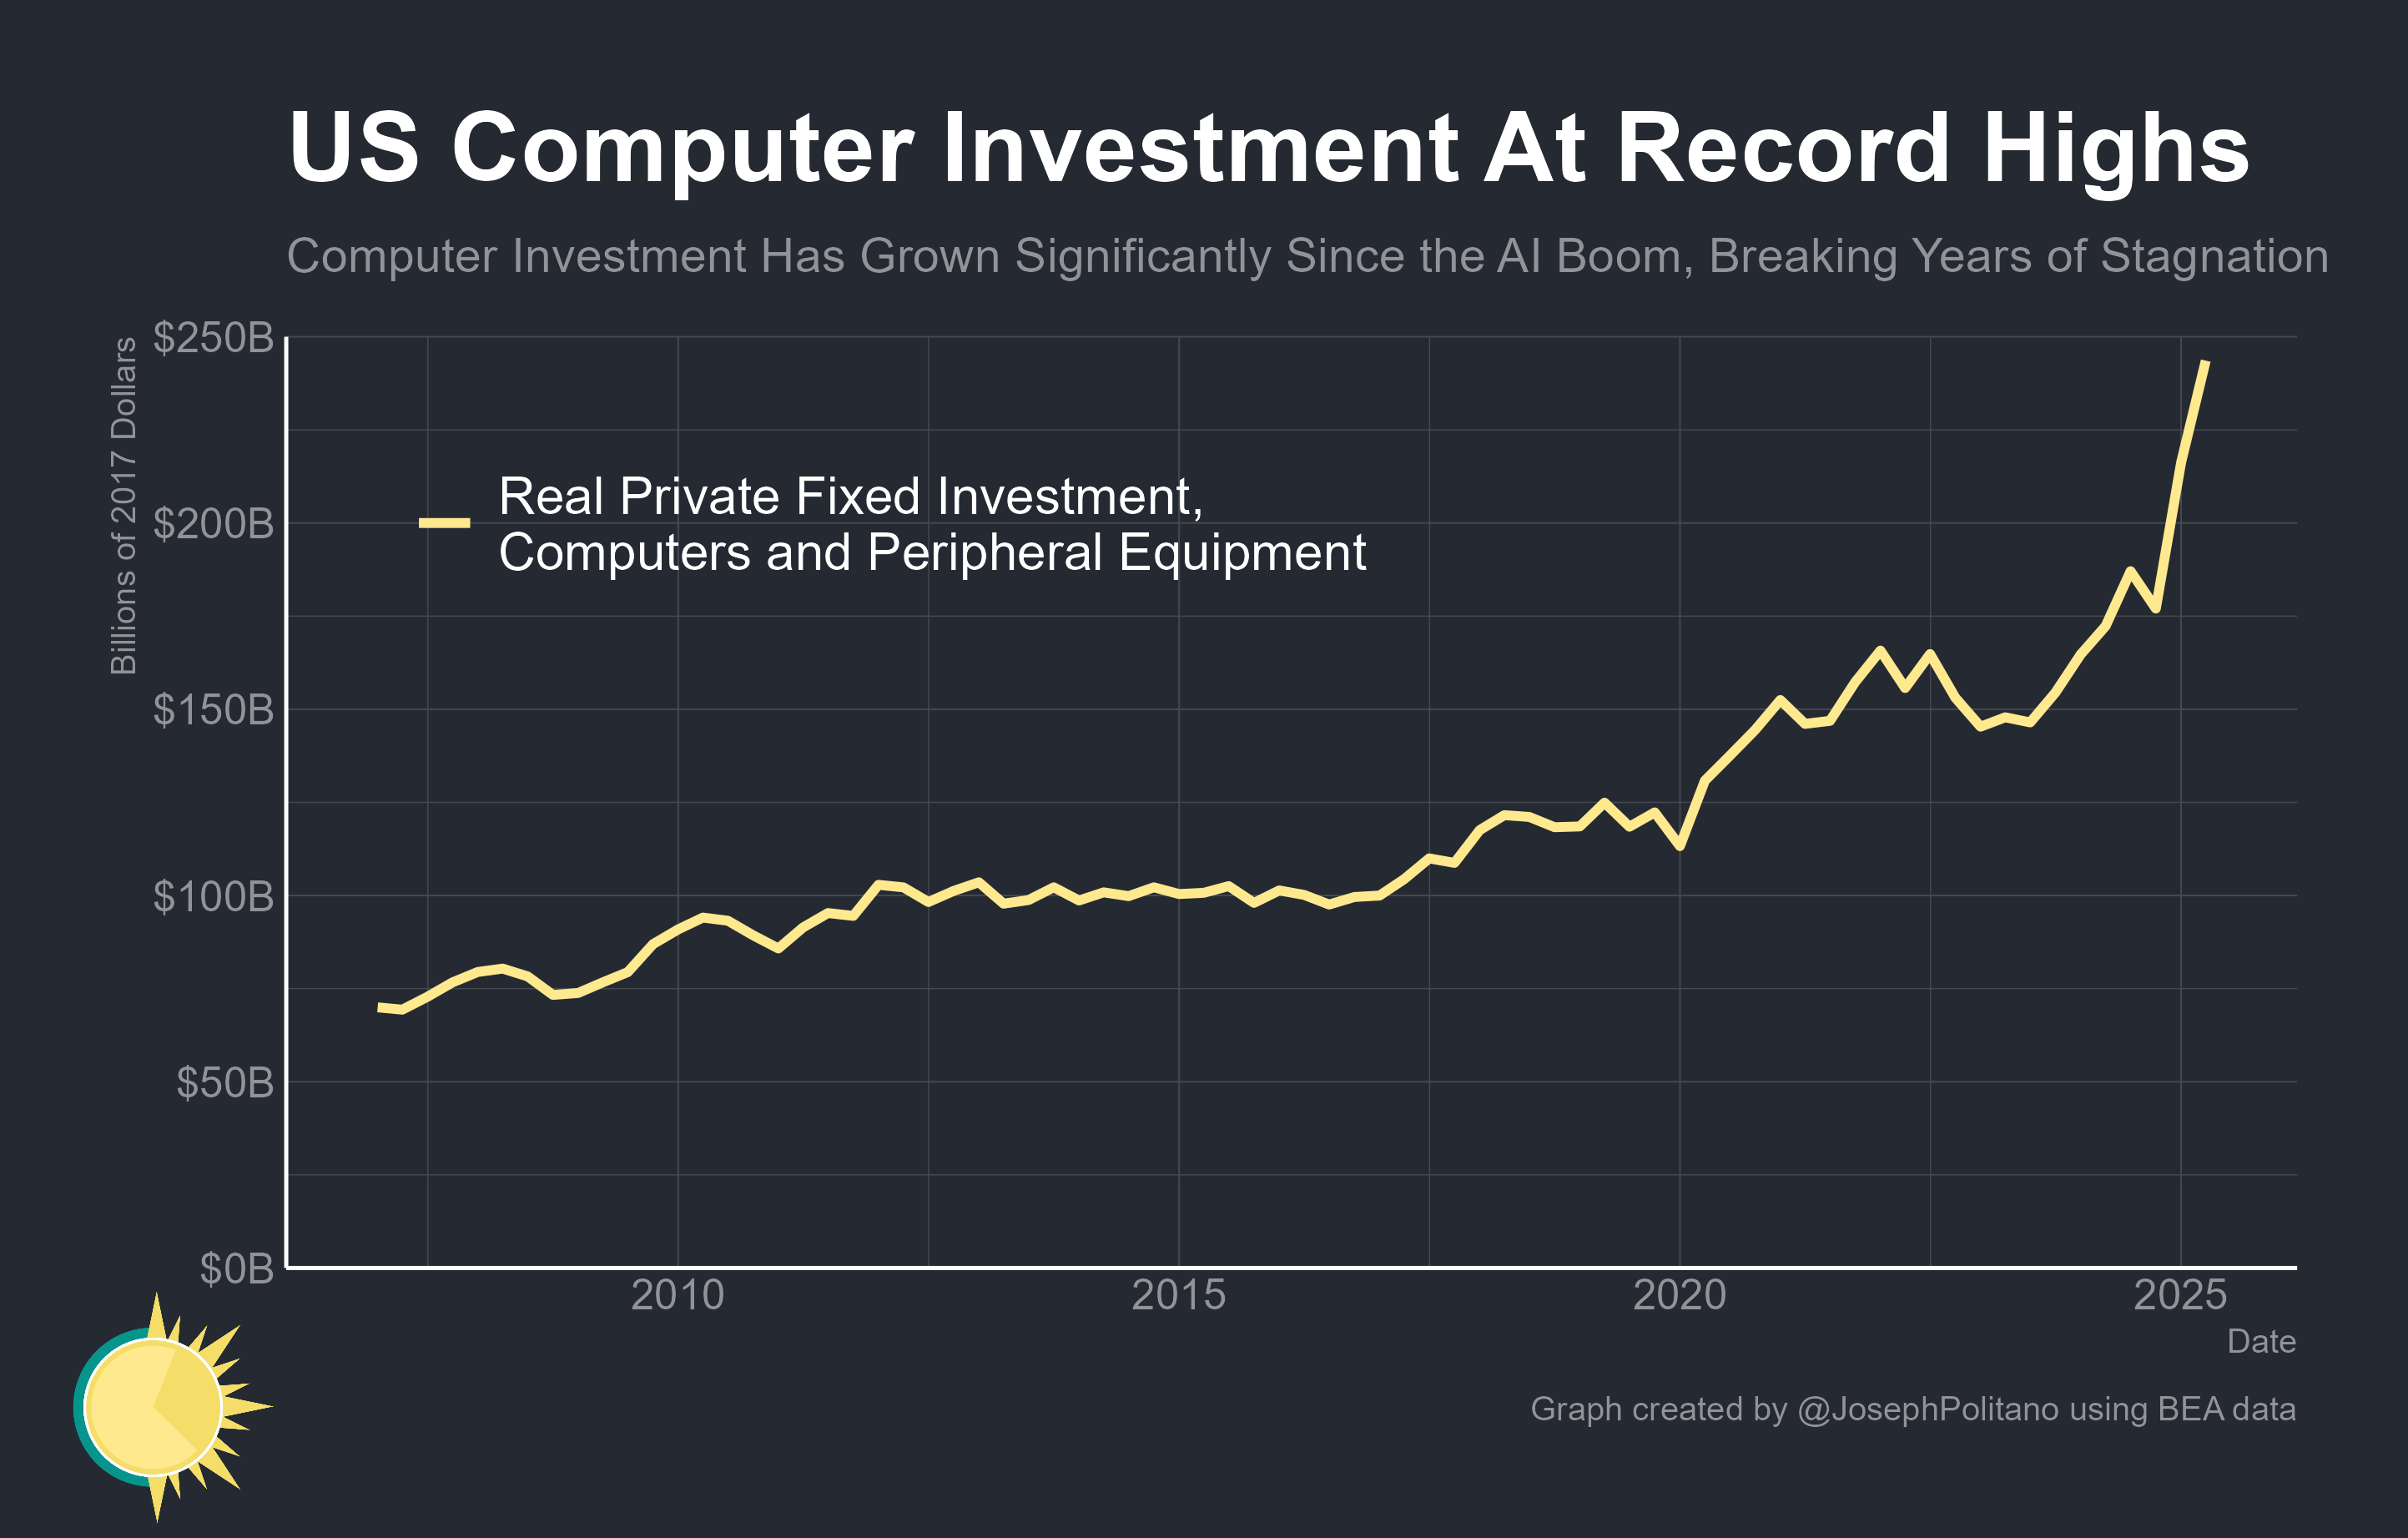 US Computer Investment At Record Highs
Computer Investment Has Grown Significantly Since the AI Boom, Breaking Years of Stagnation
Billions of 2017 Dollars
$250B
$200B
$150B
$100B
$50B
$0B
Real Private Fixed Investment,
Computers and Peripheral Equipment
2010
2015
2020
2025
Date
Graph created by @JosephPolitano using BEA data